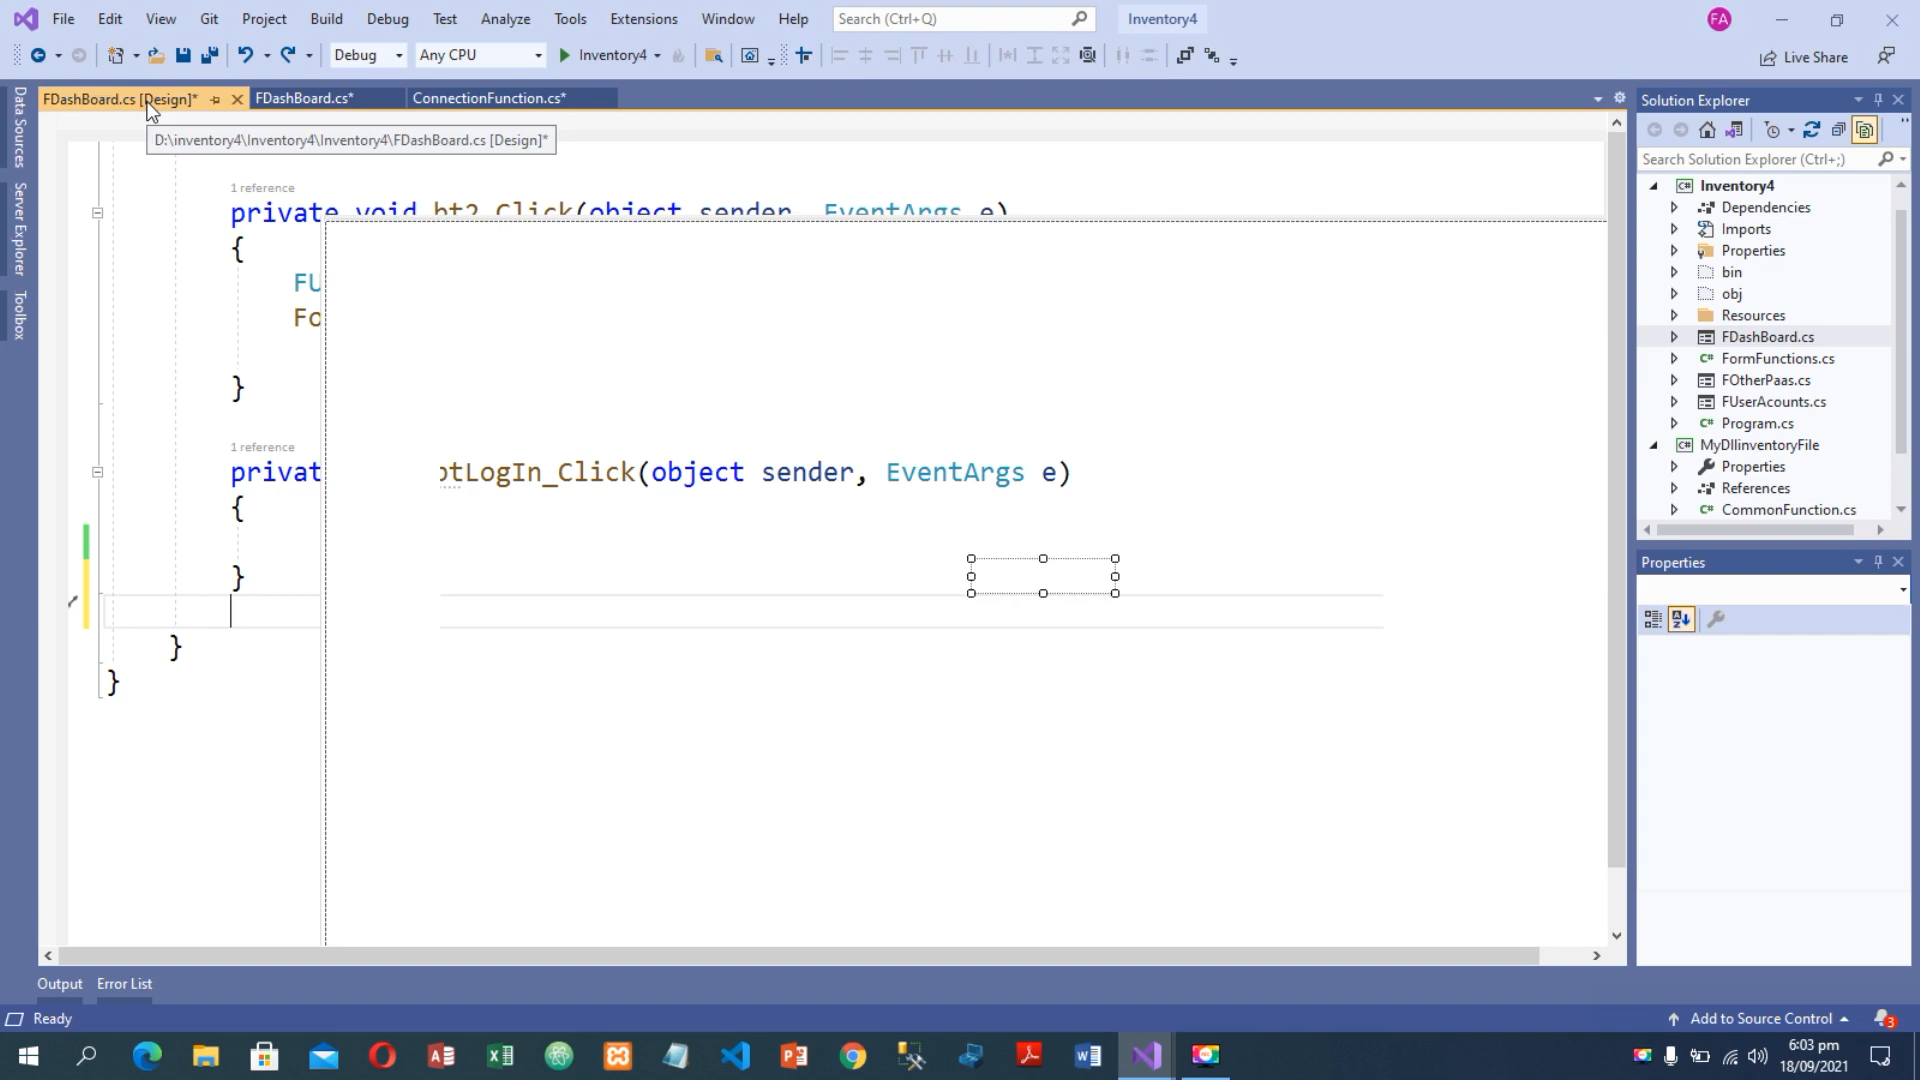 File Edit View Git Project Build Debug Test Analyze Tools Extensions Window Help Search (Ctrl+Q) Inventory4 FA
Debug Any CPU Inventory4 Live Share
FDashBoard.cs [Design]* FDashBoard.cs* ConnectionFunction.cs*
D:\inventory4\Inventory4\Inventory4\FDashBoard.cs [Design]*
Data Sources
Server Explorer
Toolbox
1 reference
private void bt2_Click(object sender, EventArgs e)
{
FU
Fo
}
1 reference
private btLogIn_Click(object sender, EventArgs e)
{
}
}
}
Solution Explorer
Search Solution Explorer (Ctrl+;)
Inventory4
Dependencies
Imports
Properties
bin
obj
Resources
FDashBoard.cs
FormFunctions.cs
FOtherPaas.cs
FUserAcounts.cs
Program.cs
MyDllinventoryFile
Properties
References
CommonFunction.cs
Properties
Output Error List
Ready
Add to Source Control 3
6:03 pm
18/09/2021